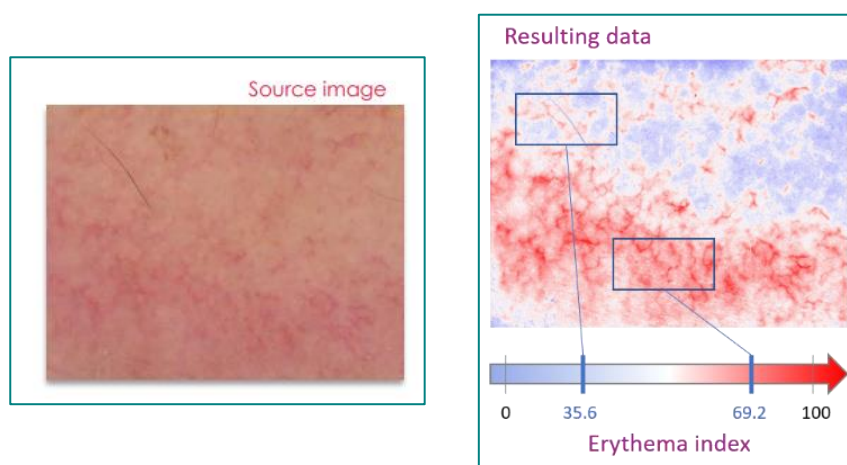 Source image
Resulting data
0 35.6 69.2 100
Erythema index